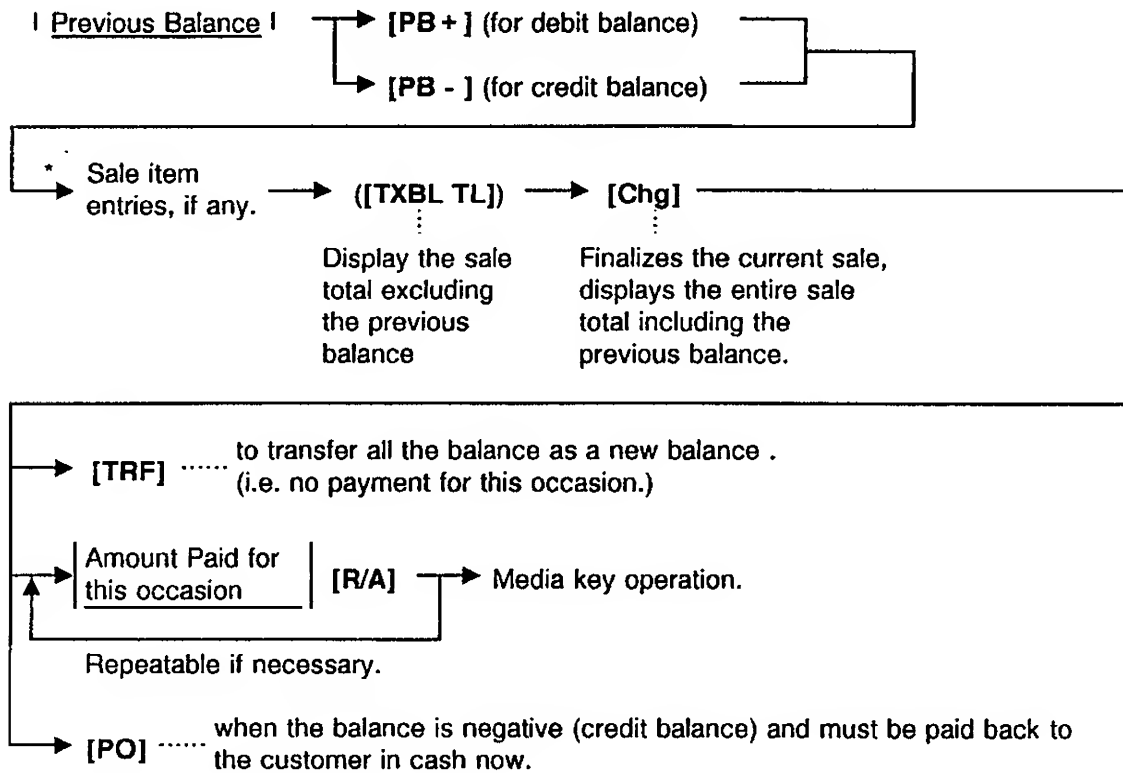 | Previous Balance | [PB + ] (for debit balance)
[PB - ] (for credit balance)
* Sale item
entries, if any.
([TXBL TL])
[Chg]
Display the sale
total excluding
the previous
balance
Finalizes the current sale,
displays the entire sale
total including the
previous balance.
[TRF] ...... to transfer all the balance as a new balance .
(i.e. no payment for this occasion.)
Amount Paid for
this occasion
[R/A]
Media key operation.
Repeatable if necessary.
[PO] ...... when the balance is negative (credit balance) and must be paid back to
the customer in cash now.